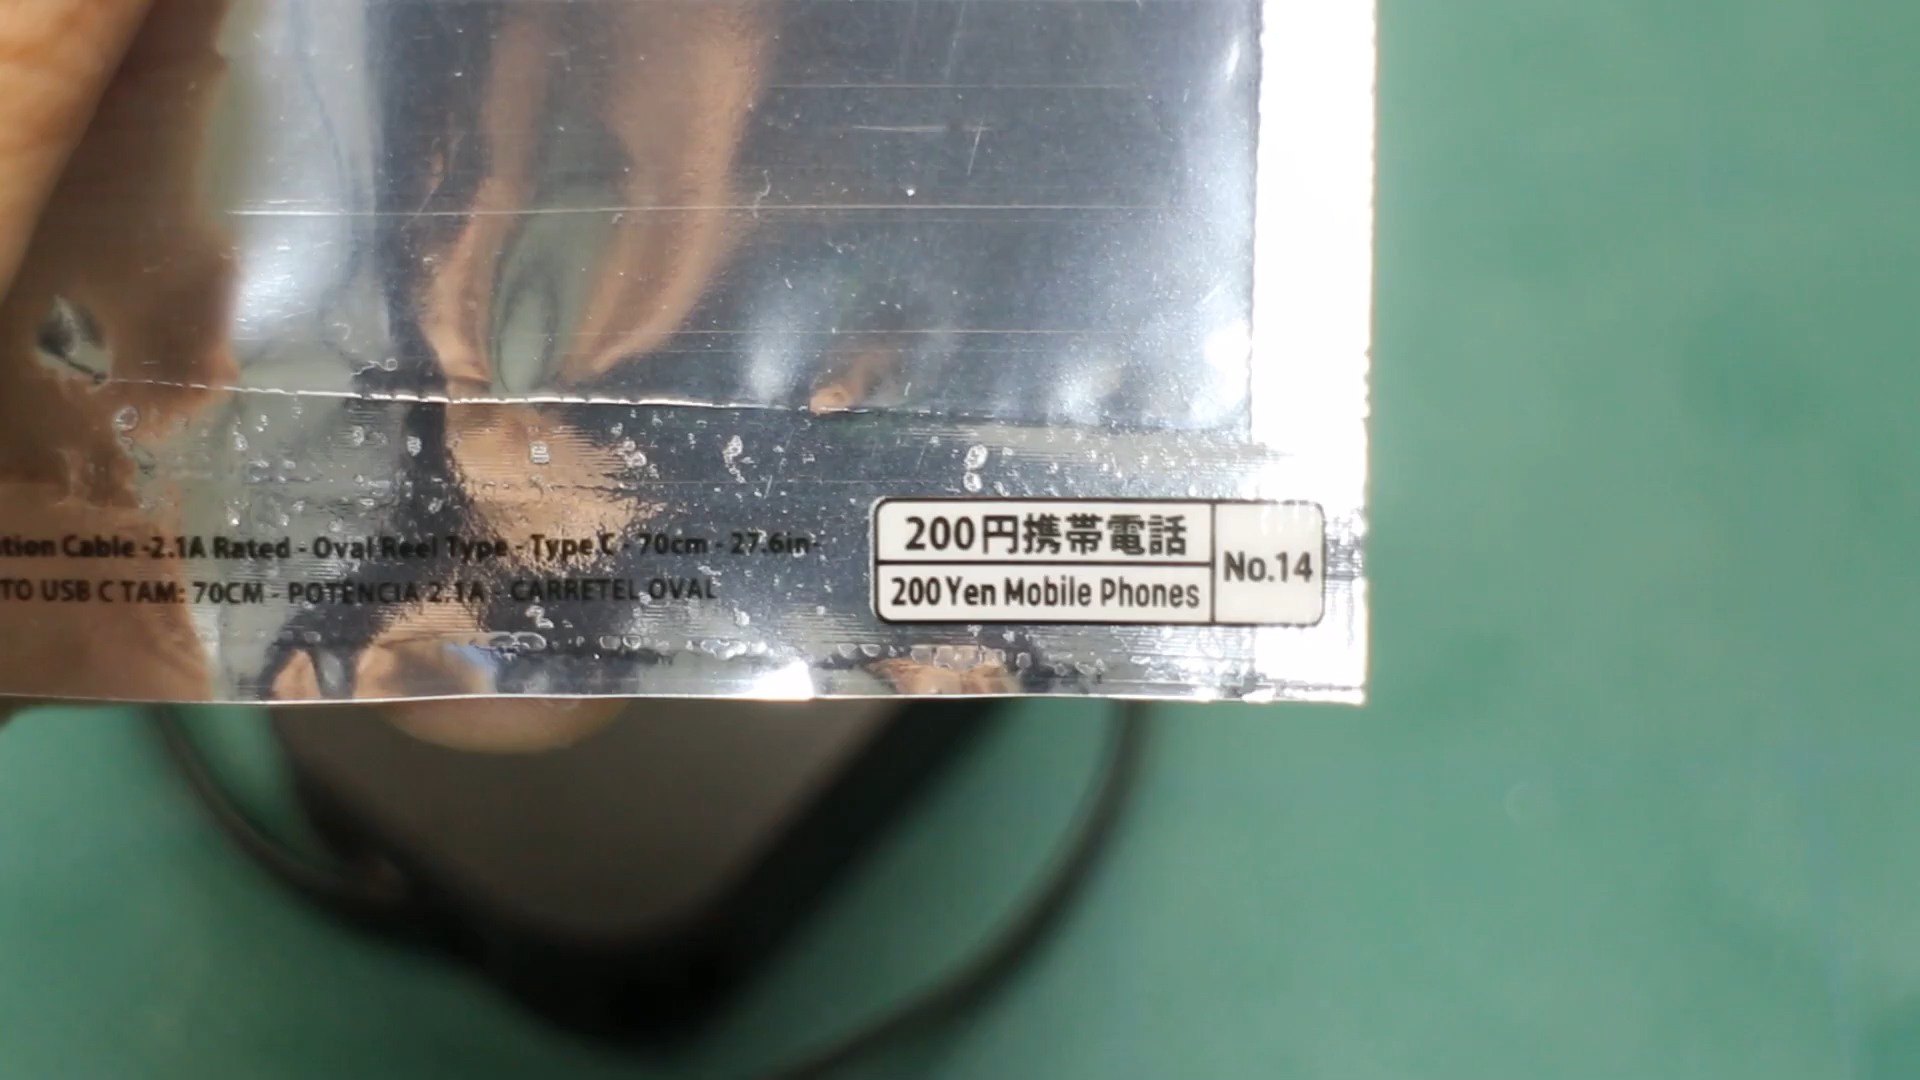 tion Cable -2.1A Rated - Oval Reel Type - Type C - 70cm - 27.6in-
TO USB C TAM: 70CM - POTÊNCIA 2.1A - CARRETEL OVAL
200円携帯電話
200 Yen Mobile Phones
No.14